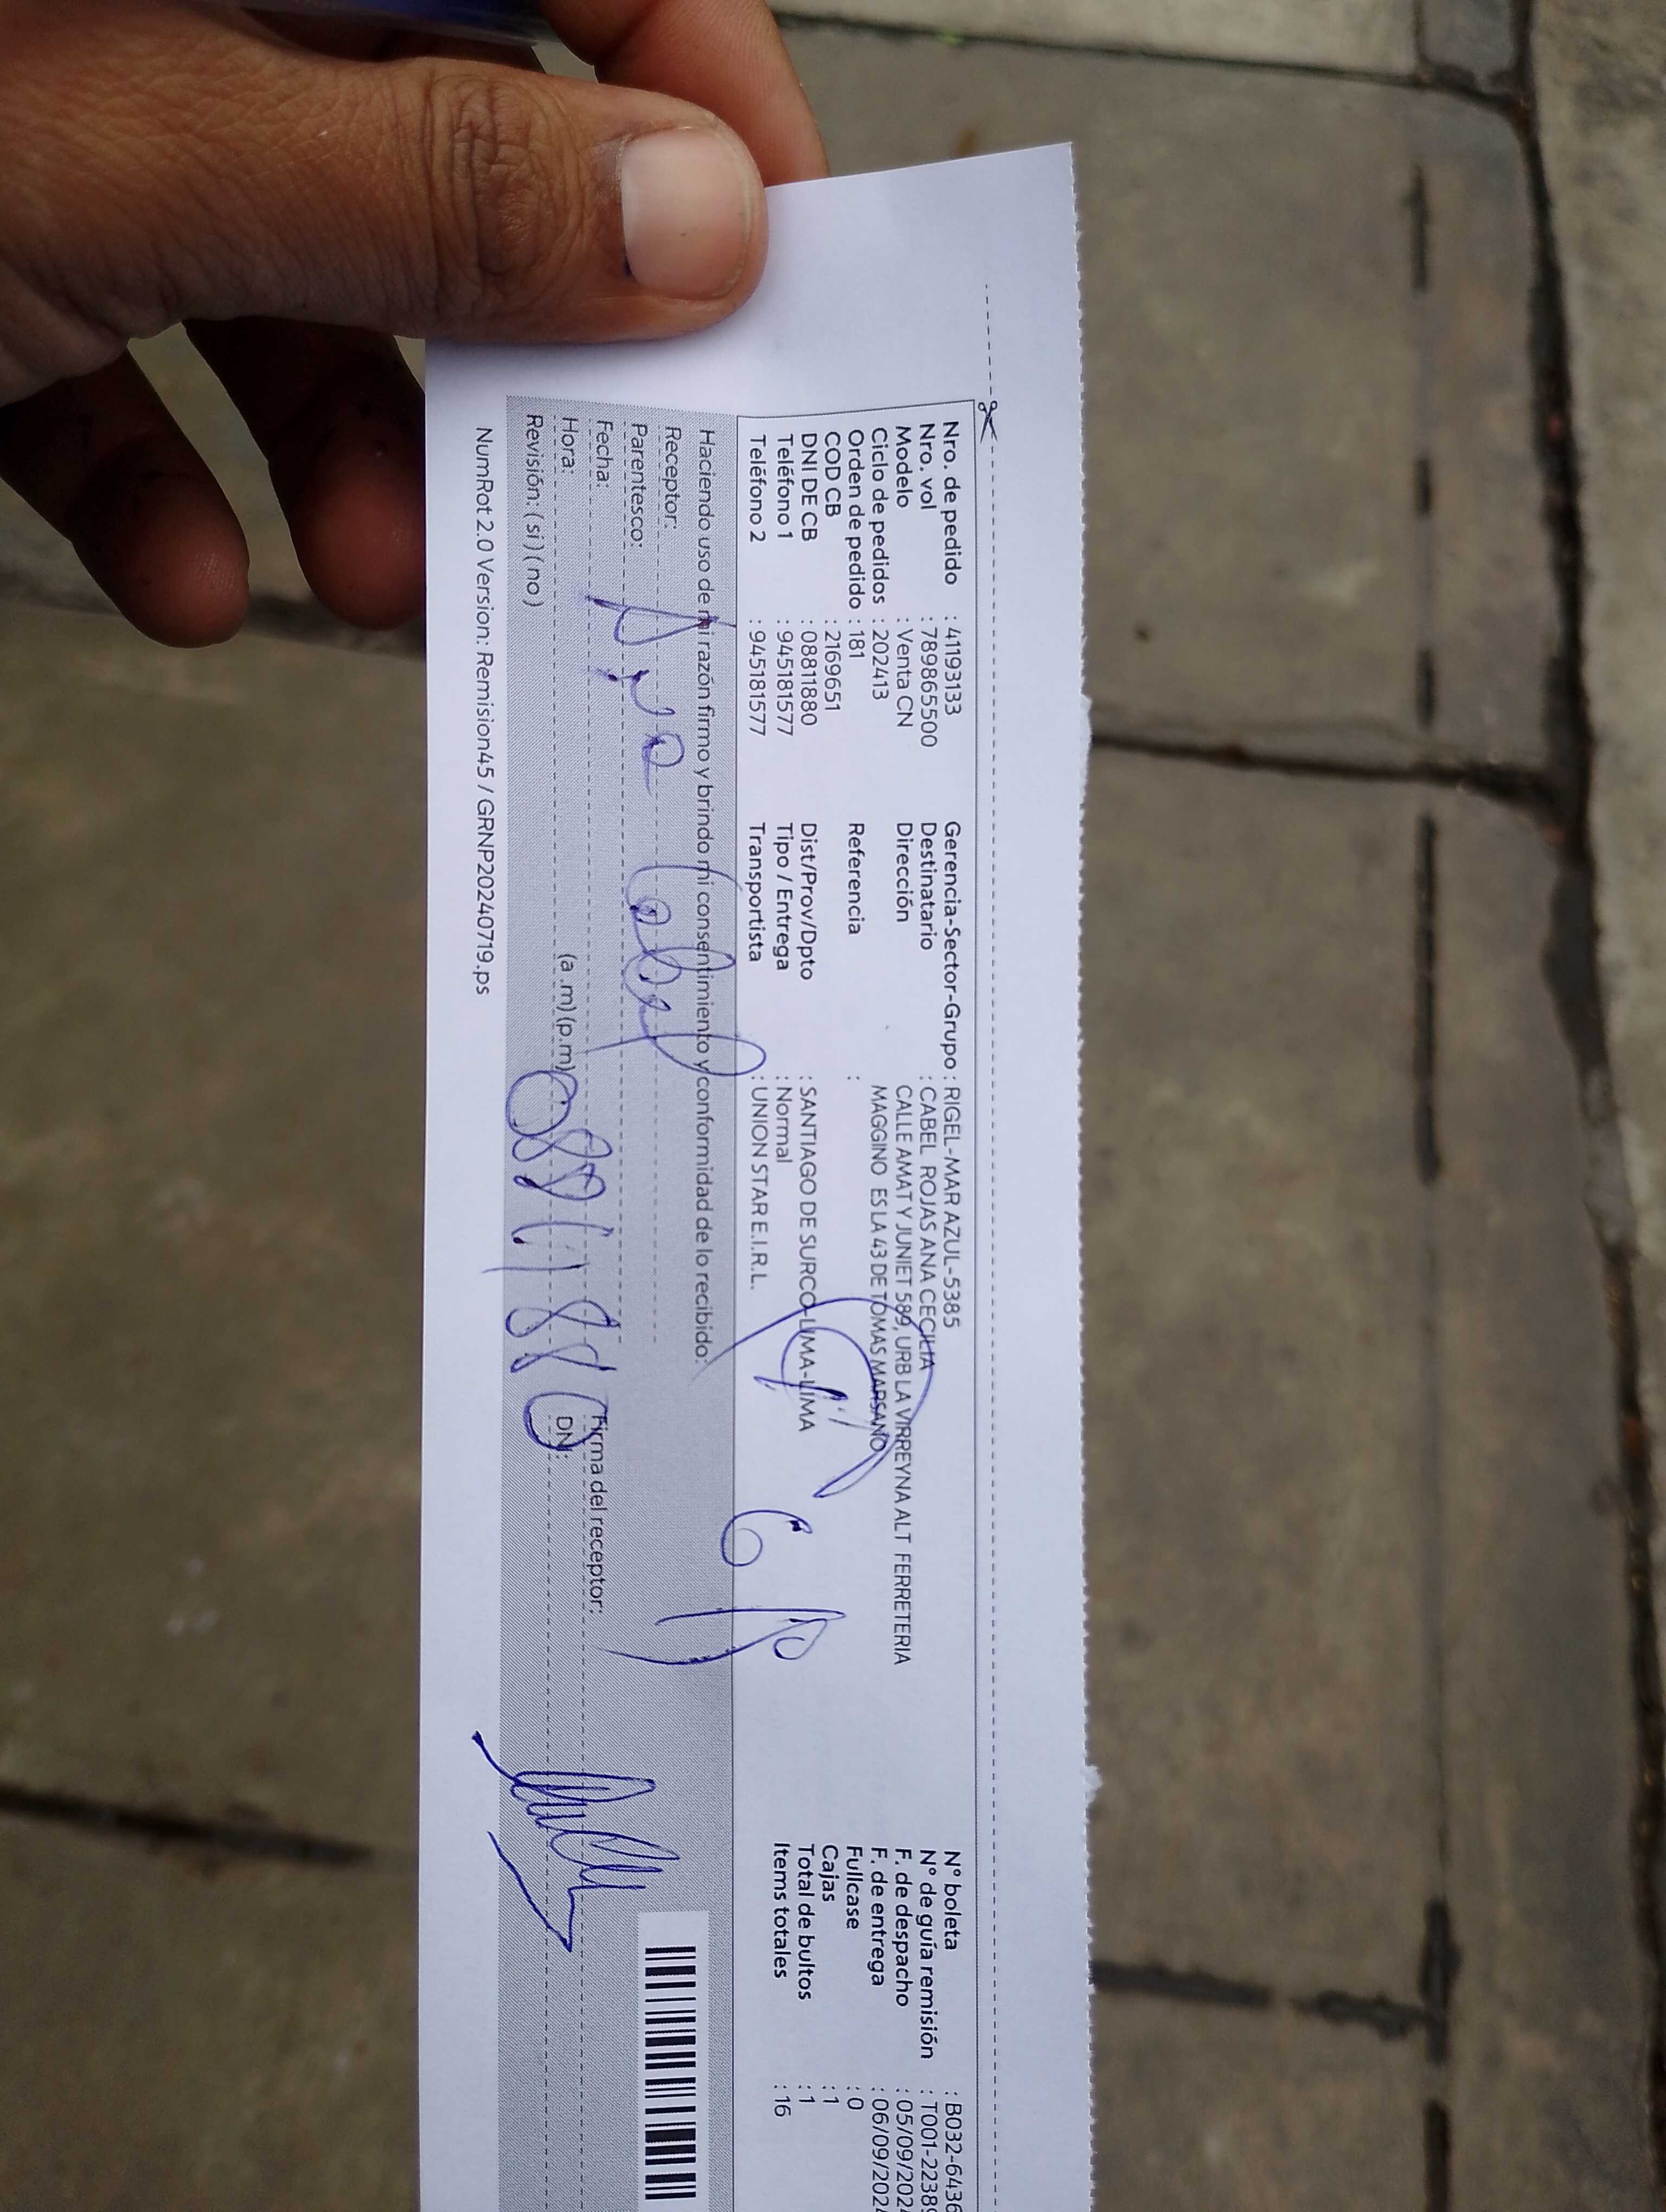 Nro. de pedido : 41193133
Nro. vol : 789865500
Modelo : Venta CN
Ciclo de pedidos : 202413
Orden de pedido : 181
COD CB : 2169651
DNI DE CB : 08811880
Teléfono 1 : 945181577
Teléfono 2 : 945181577
Gerencia-Sector-Grupo : RIGEL-MAR AZUL-5385
Destinatario : CABEL ROJAS ANA CECILIA
Dirección CALLE AMAT Y JUNIET 589, URB LA VIRREYNA ALT FERRETERIA
MAGGINO ES LA 43 DE TOMAS MARSANO
Referencia :
Dist/Prov/Dpto : SANTIAGO DE SURCO-LIMA-LIMA
Tipo / Entrega : Normal
Transportista : UNION STAR E.I.R.L.
N° boleta : B032-6436
N° de guía remisión : T001-2238
F. de despacho : 05/09/202
F. de entrega : 06/09/202
Fullcase : 0
Cajas : 1
Total de bultos : 1
Items totales : 16
Haciendo uso de mi razón firmo y brindo mi consentimiento y conformidad de lo recibido:
Receptor:
Ana Cabel
Parentesco:
Fecha:
Hora: (a.m) (p.m)
Revisión: ( si ) ( no )
Firma del receptor:
DNI:
08811880
NumRot 2.0 Version: Remision45 / GRNP20240719.ps